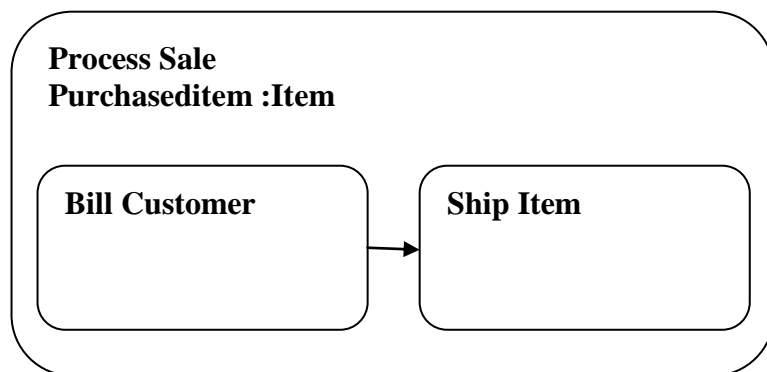 Process Sale
Purchaseditem :Item
Bill Customer
Ship Item